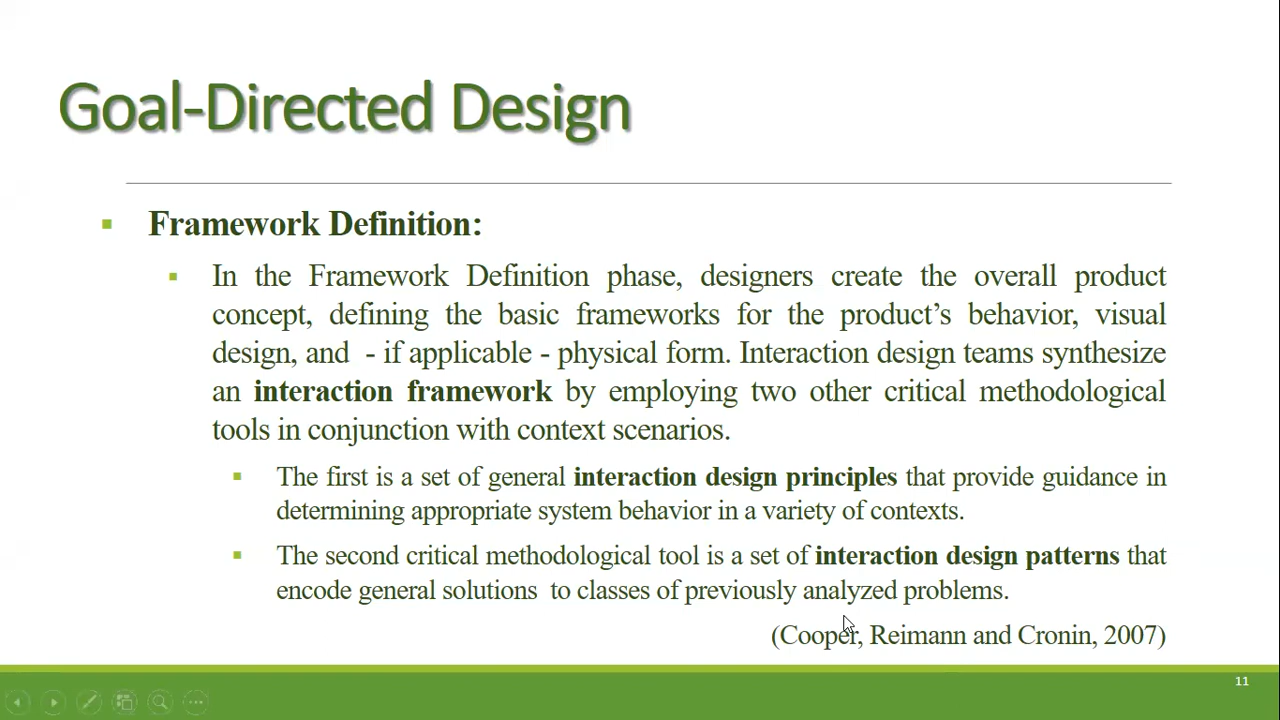 Goal-Directed Design
Framework Definition:
In the Framework Definition phase, designers create the overall product
concept, defining the basic frameworks for the product’s behavior, visual
design, and - if applicable - physical form. Interaction design teams synthesize
an interaction framework by employing two other critical methodological
tools in conjunction with context scenarios.
The first is a set of general interaction design principles that provide guidance in
determining appropriate system behavior in a variety of contexts.
The second critical methodological tool is a set of interaction design patterns that
encode general solutions to classes of previously analyzed problems.
(Cooper, Reimann and Cronin, 2007)
11